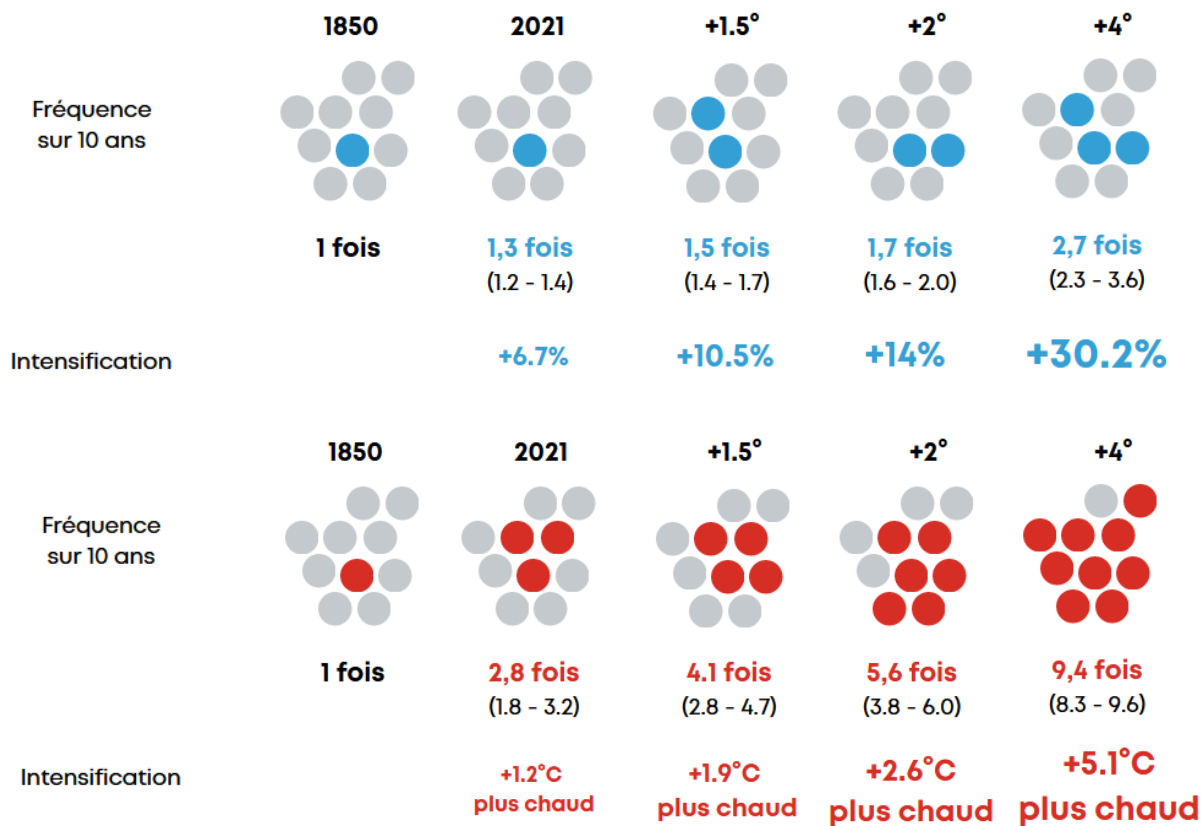 1850 2021 +1.5° +2° +4°
Fréquence
sur 10 ans
1 fois 1,3 fois 1,5 fois 1,7 fois 2,7 fois
(1.2 - 1.4) (1.4 - 1.7) (1.6 - 2.0) (2.3 - 3.6)
Intensification +6.7% +10.5% +14% +30.2%
1850 2021 +1.5° +2° +4°
Fréquence
sur 10 ans
1 fois 2,8 fois 4.1 fois 5,6 fois 9,4 fois
(1.8 - 3.2) (2.8 - 4.7) (3.8 - 6.0) (8.3 - 9.6)
Intensification +1.2°C +1.9°C +2.6°C +5.1°C
plus chaud plus chaud plus chaud plus chaud